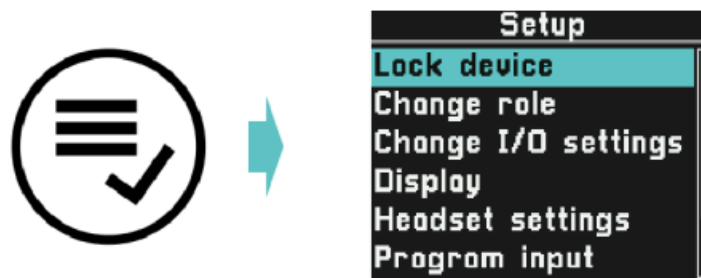 Setup
Lock device
Change role
Change I/O settings
Display
Headset settings
Program input